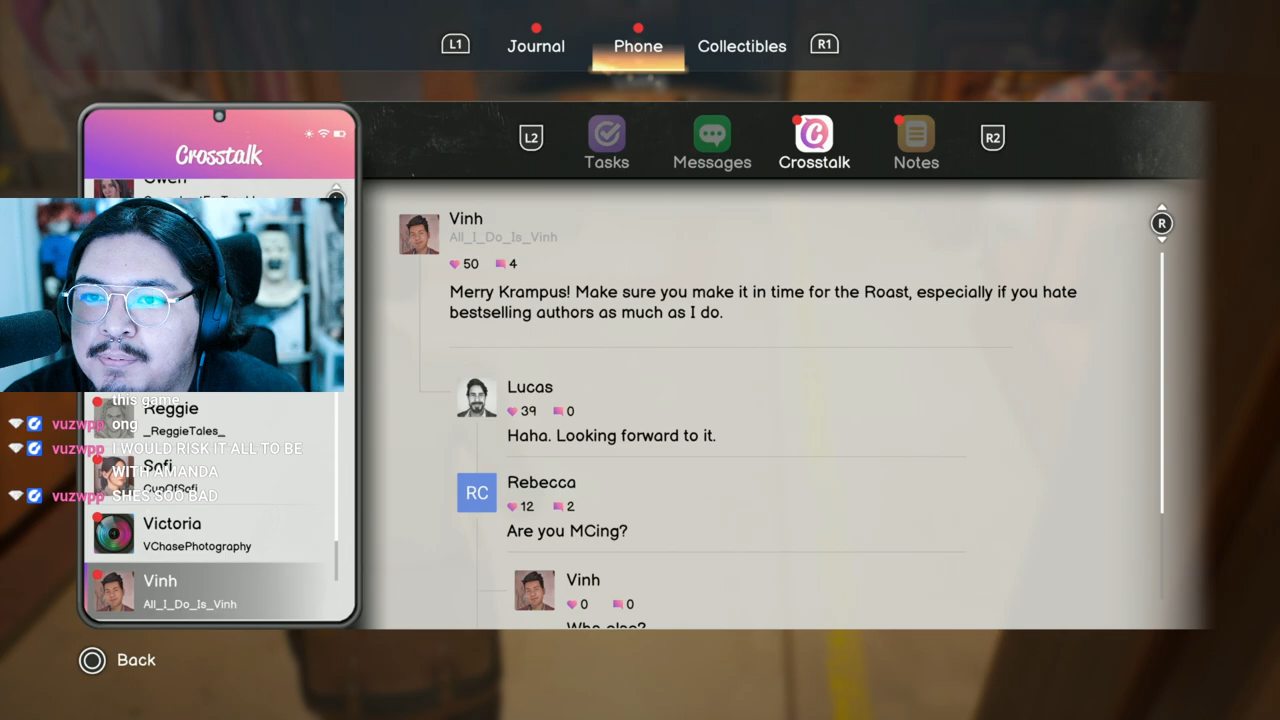 L1
Journal
Phone
Collectibles
R1
Crosstalk
L2
Tasks
Messages
Crosstalk
Notes
R2
Owen
Vinh
All_I_Do_Is_Vinh
50
4
Merry Krampus! Make sure you make it in time for the Roast, especially if you hate
bestselling authors as much as I do.
R
Lucas
39
0
Haha. Looking forward to it.
RC
Rebecca
12
2
Are you MCing?
Vinh
0
0
Who else?
this game
Reggie
_ReggieTales_
vuzwpp ong
vuzwpp I WOULD RISK IT ALL TO BE
WITH AMANDA
vuzwpp SHES SOO BAD
Sofi
CupOfSofi
Victoria
VChasePhotography
Vinh
All_I_Do_Is_Vinh
Back